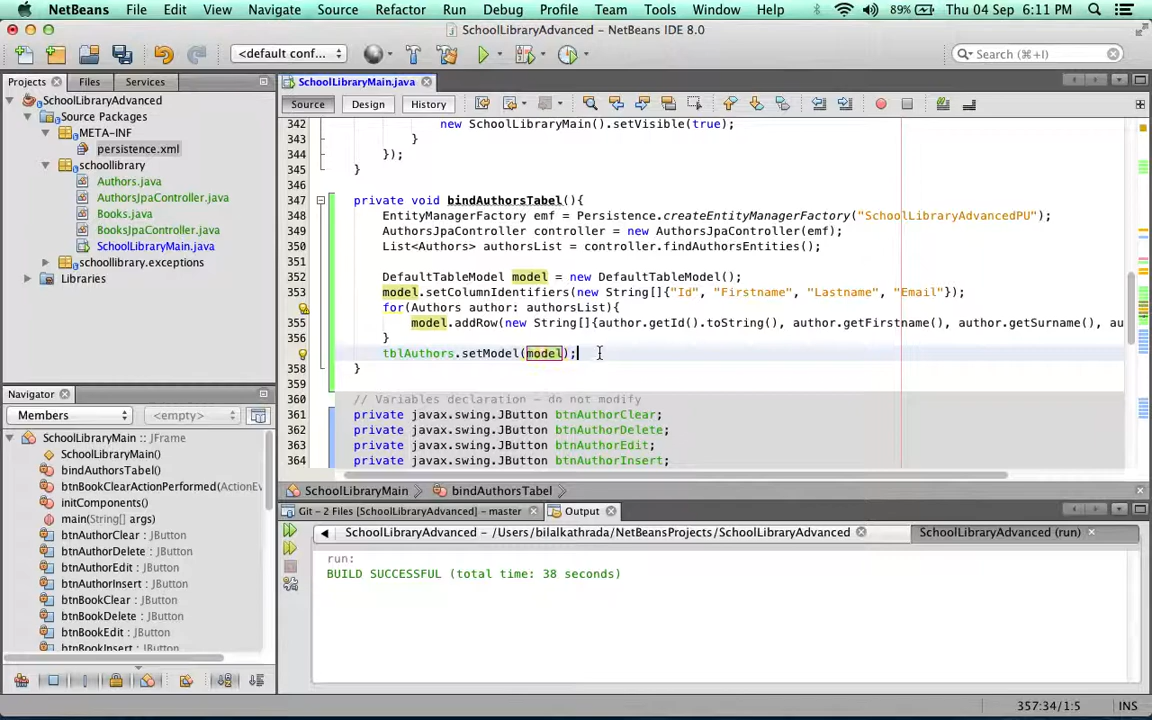 NetBeans File Edit View Navigate Source Refactor Run Debug Profile Team Tools Window Help 89% Thu 04 Sep 6:11 PM
SchoolLibraryAdvanced - NetBeans IDE 8.0
<default conf... Search (⌘+I)
Projects Files Services
SchoolLibraryAdvanced
Source Packages
META-INF
persistence.xml
schoollibrary
Authors.java
AuthorsJpaController.java
Books.java
BooksJpaController.java
SchoolLibraryMain.java
schoollibrary.exceptions
Libraries
Navigator
Members <empty>
SchoolLibraryMain :: JFrame
SchoolLibraryMain()
bindAuthorsTabel()
btnBookClearActionPerformed(ActionEv
initComponents()
main(String[] args)
btnAuthorClear : JButton
btnAuthorDelete : JButton
btnAuthorEdit : JButton
btnAuthorInsert : JButton
btnBookClear : JButton
btnBookDelete : JButton
btnBookEdit : JButton
btnBookInsert : JButton
SchoolLibraryMain.java
Source Design History
342 new SchoolLibraryMain().setVisible(true);
343 }
344 });
345 }
346
347 private void bindAuthorsTabel(){
348 EntityManagerFactory emf = Persistence.createEntityManagerFactory("SchoolLibraryAdvancedPU");
349 AuthorsJpaController controller = new AuthorsJpaController(emf);
350 List<Authors> authorsList = controller.findAuthorsEntities();
351
352 DefaultTableModel model = new DefaultTableModel();
353 model.setColumnIdentifiers(new String[]{"Id", "Firstname", "Lastname", "Email"});
for(Authors author: authorsList){
355 model.addRow(new String[]{author.getId().toString(), author.getFirstname(), author.getSurname(), au
356 }
tblAuthors.setModel(model);
358 }
359
360 // Variables declaration – do not modify
361 private javax.swing.JButton btnAuthorClear;
362 private javax.swing.JButton btnAuthorDelete;
363 private javax.swing.JButton btnAuthorEdit;
364 private javax.swing.JButton btnAuthorInsert;
SchoolLibraryMain bindAuthorsTabel
Git – 2 Files [SchoolLibraryAdvanced] – master Output
SchoolLibraryAdvanced – /Users/bilalkathrada/NetBeansProjects/SchoolLibraryAdvanced SchoolLibraryAdvanced (run)
run:
BUILD SUCCESSFUL (total time: 38 seconds)
357:34/1:5 INS